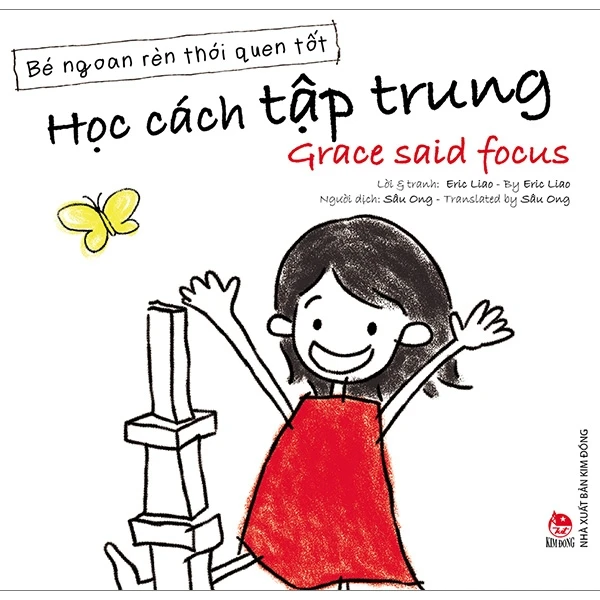 Bé ngoan rèn thói quen tốt
Học cách tập trung
Grace said focus
Lời & tranh: Eric Liao - By Eric Liao
Người dịch: Sâu Ong - Translated by Sâu Ong
NHÀ XUẤT BẢN KIM ĐỒNG
KIM ĐỒNG